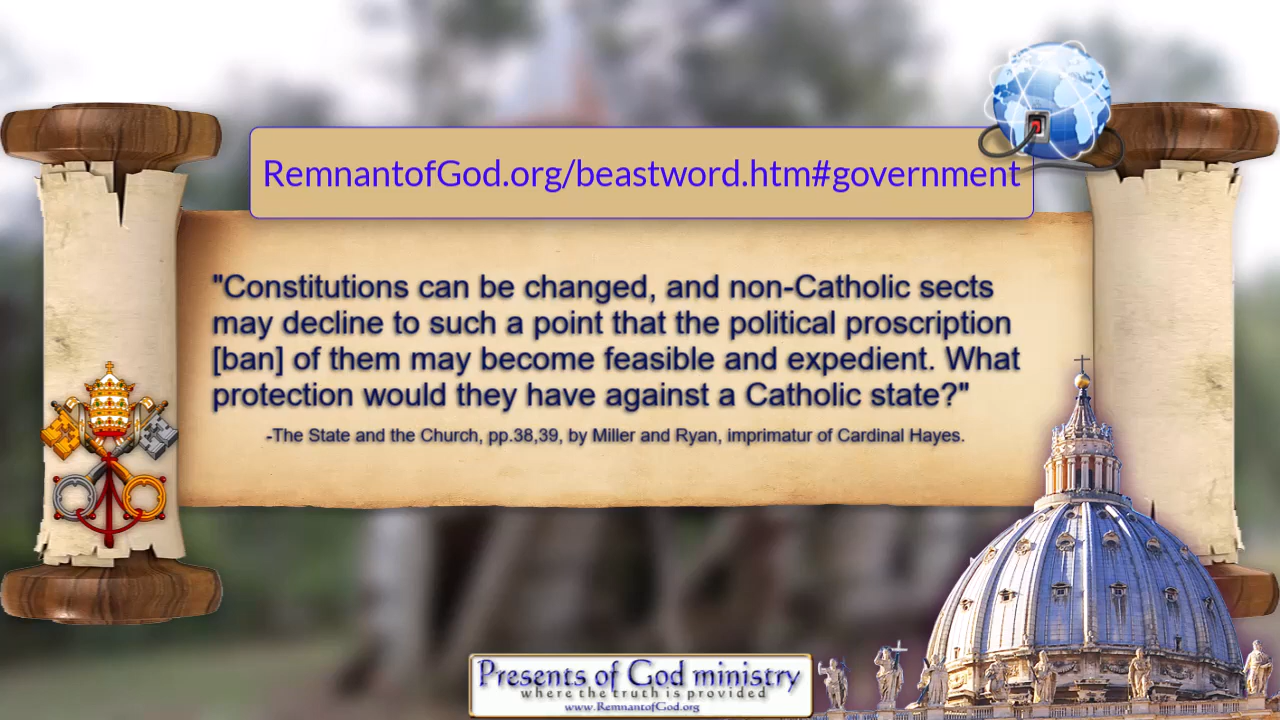 RemnantofGod.org/beastword.htm#government
"Constitutions can be changed, and non-Catholic sects
may decline to such a point that the political proscription
[ban] of them may become feasible and expedient. What
protection would they have against a Catholic state?"
-The State and the Church, pp.38,39, by Miller and Ryan, imprimatur of Cardinal Hayes.
Presents of God ministry
where the truth is provided
www.RemnantofGod.org